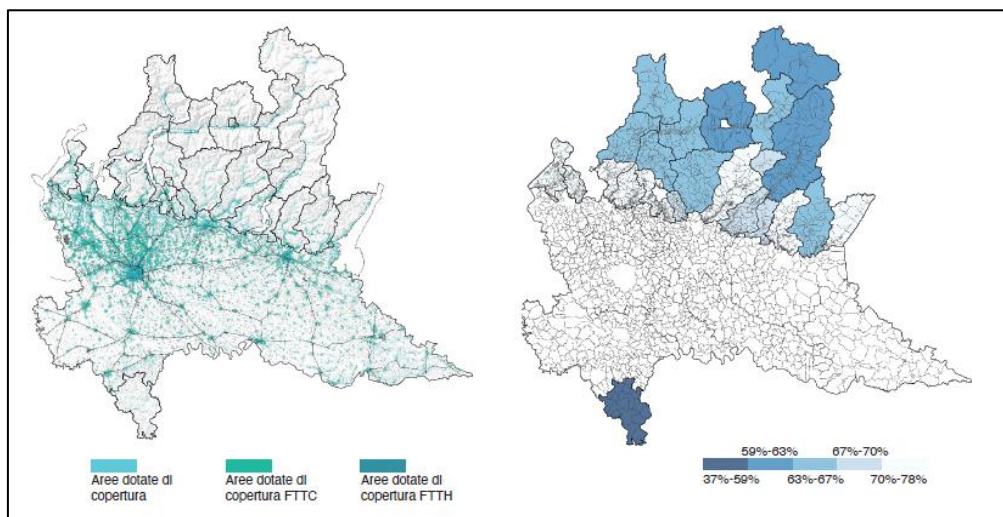 Aree dotate di
copertura
Aree dotate di
copertura FTTC
Aree dotate di
copertura FTTH
59%-63%
67%-70%
37%-59%
63%-67%
70%-78%